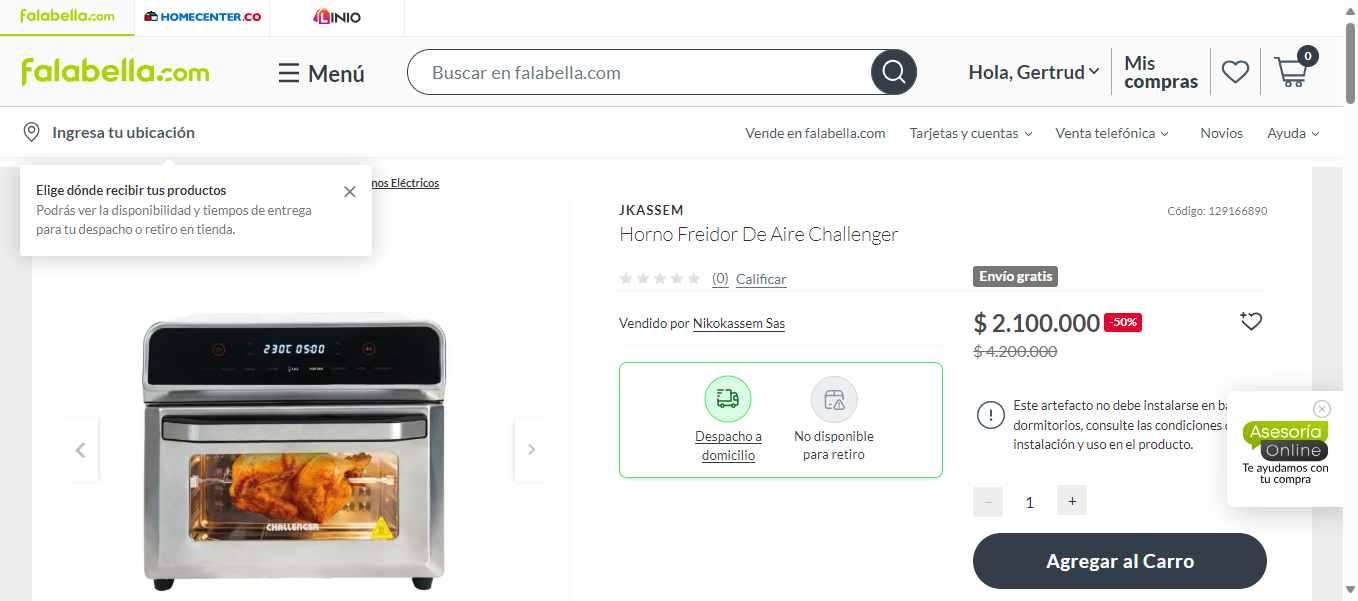 falabella.com
HOMECENTER.CO
LINIO
falabella.com
Menú
Buscar en falabella.com
Hola, Gertrud
Mis
compras
0
Ingresa tu ubicación
Vende en falabella.com
Tarjetas y cuentas
Venta telefónica
Novios
Ayuda
Elige dónde recibir tus productos
Podrás ver la disponibilidad y tiempos de entrega
para tu despacho o retiro en tienda.
nos Eléctricos
JKASSEM
Código: 129166890
Horno Freidor De Aire Challenger
(0) Calificar
Envío gratis
Vendido por Nikokassem Sas
$ 2.100.000 -50%
$ 4.200.000
230C 05:00
CHALLENGER
Despacho a
domicilio
No disponible
para retiro
Este artefacto no debe instalarse en ba
dormitorios, consulte las condiciones
instalación y uso en el producto.
Asesoría
Online
Te ayudamos con
tu compra
− 1 +
Agregar al Carro